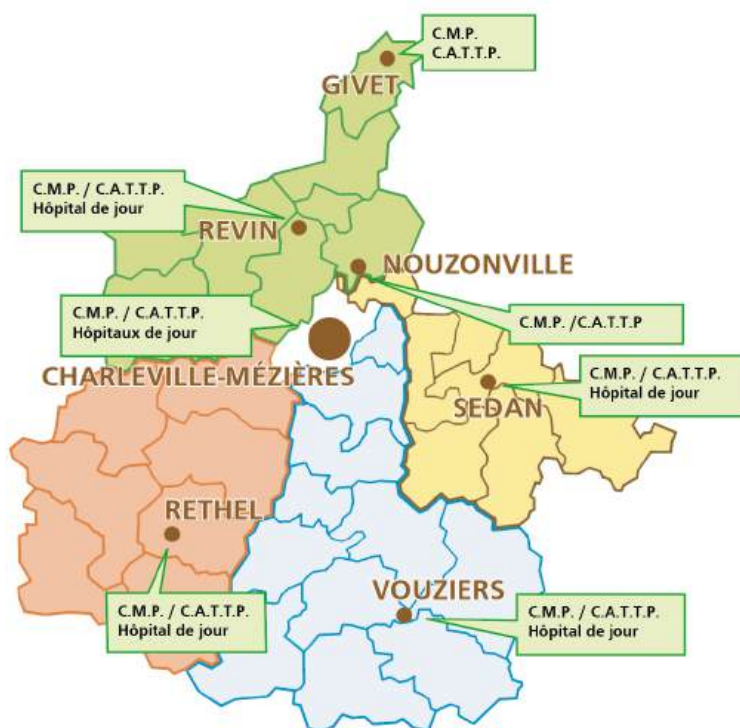 C.M.P.
C.A.T.T.P.
GIVET
C.M.P. / C.A.T.T.P.
Hôpital de jour
REVIN
NOUZONVILLE
C.M.P. / C.A.T.T.P.
Hôpitaux de jour
C.M.P. /C.A.T.T.P
CHARLEVILLE-MÉZIÈRES
C.M.P. / C.A.T.T.P.
Hôpital de jour
SEDAN
RETHEL
VOUZIERS
C.M.P. / C.A.T.T.P.
Hôpital de jour
C.M.P. / C.A.T.T.P.
Hôpital de jour